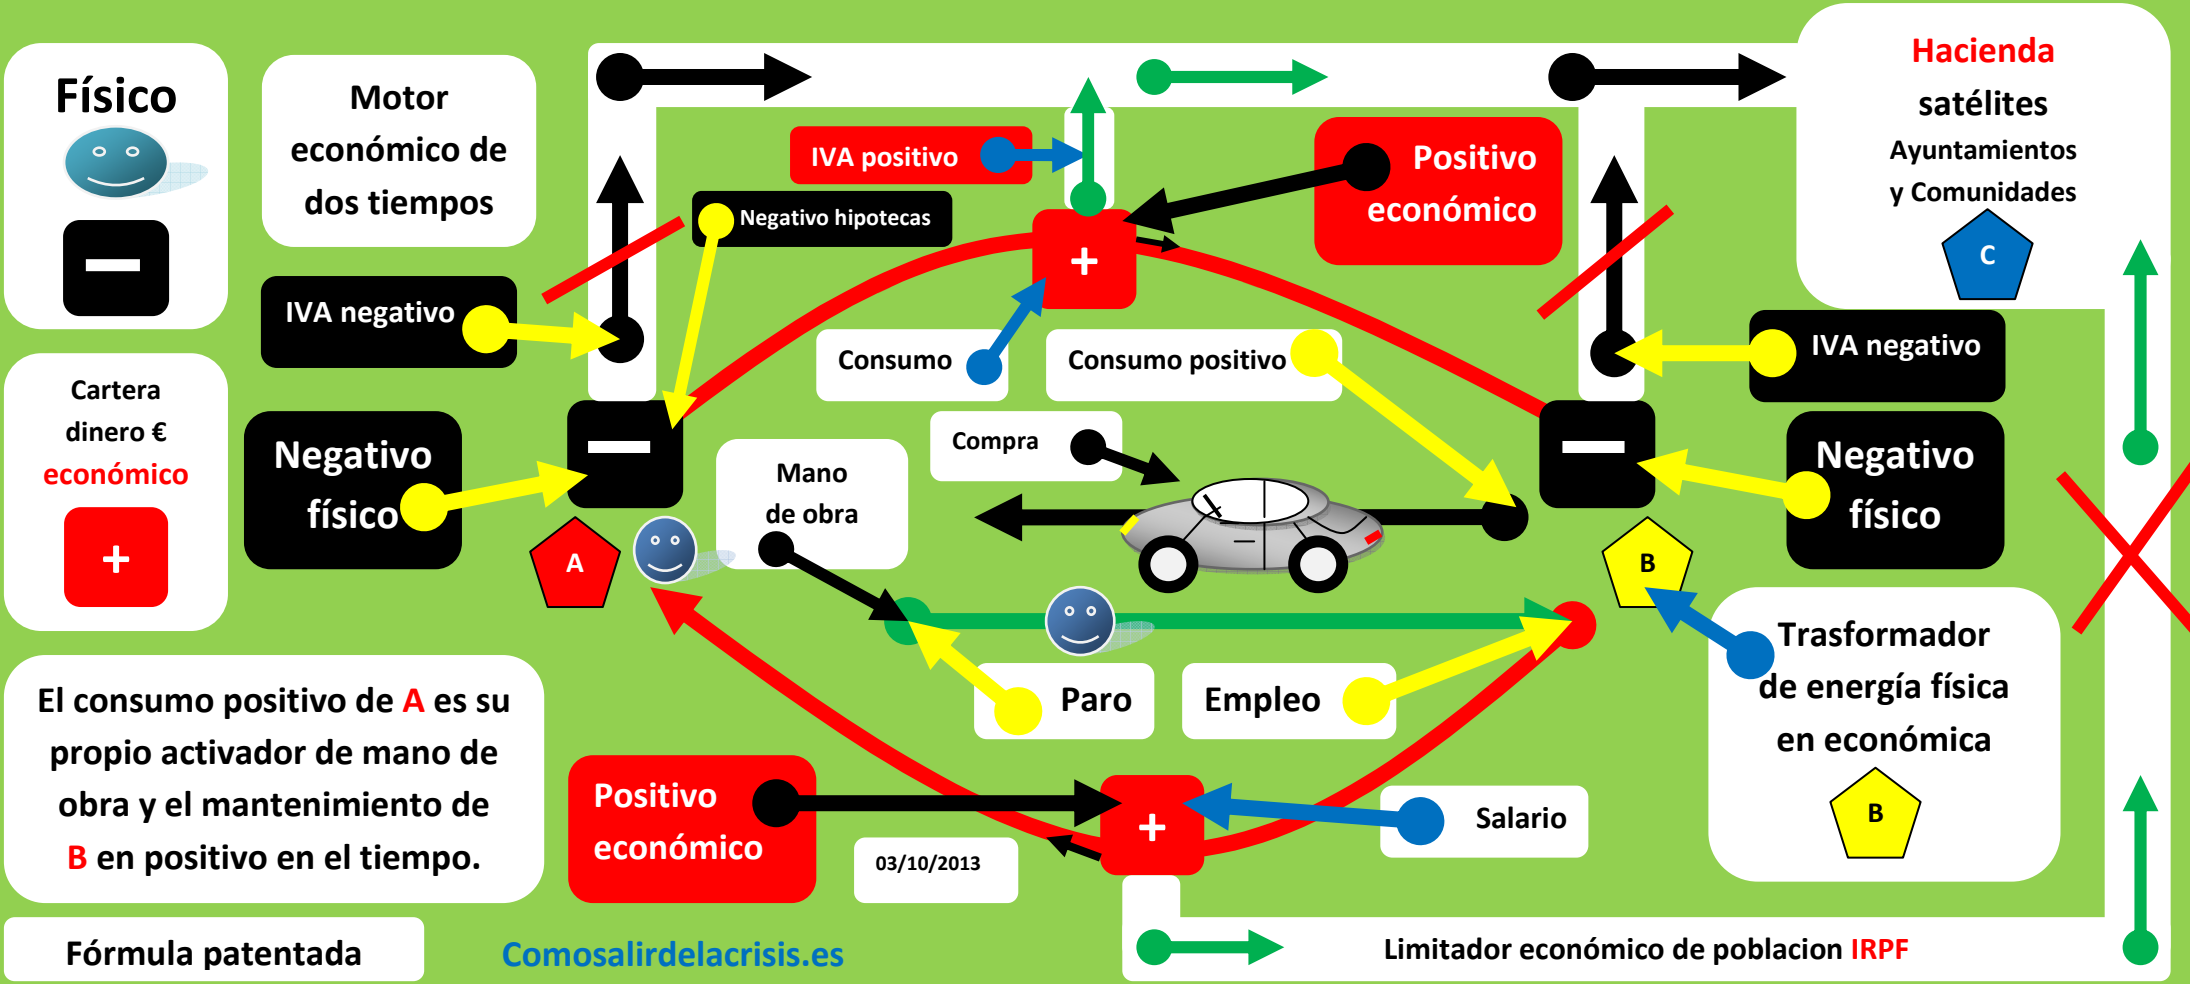 Físico
Motor
económico de
dos tiempos
Hacienda
satélites
Ayuntamientos
y Comunidades
C
IVA positivo
Positivo
económico
Negativo hipotecas
+
IVA negativo
Consumo
Consumo positivo
IVA negativo
Cartera
dinero €
económico
+
Negativo
físico
Mano
de obra
Compra
Negativo
físico
A
B
Trasformador
de energía física
en económica
B
Paro
Empleo
El consumo positivo de A es su
propio activador de mano de
obra y el mantenimiento de
B en positivo en el tiempo.
Positivo
económico
+
Salario
03/10/2013
Fórmula patentada
Comosalirdelacrisis.es
Limitador económico de poblacion IRPF